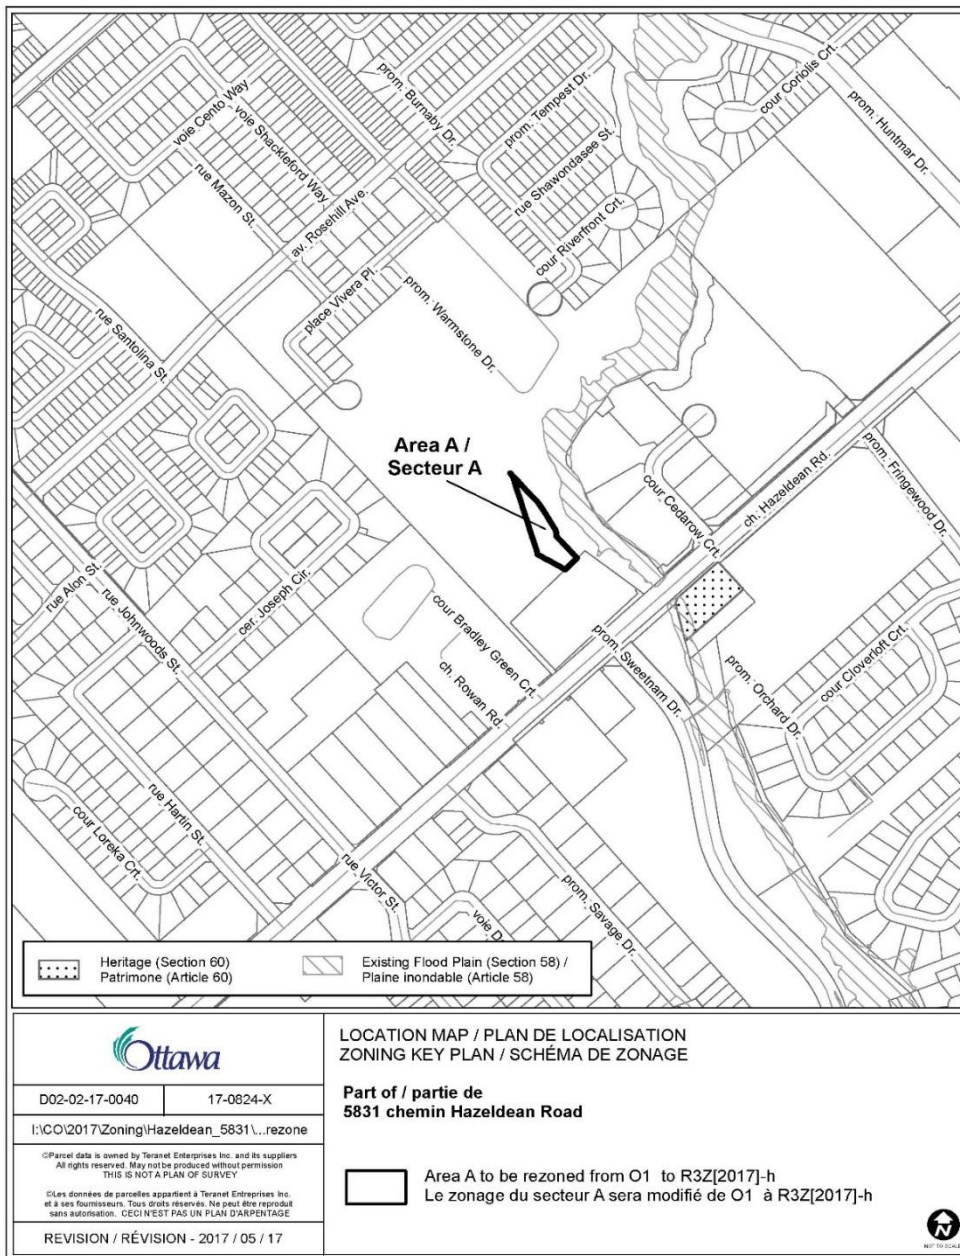 voie Cento Way
voie Shackleford Way
rue Mazon St.
av. Rosehill Ave.
prom. Burnaby Dr.
prom. Tempest Dr.
rue Shawondasee St.
cour Riverfront Crt.
cour Coriolis Crt.
prom. Huntmar Dr.
place Vivera Pl.
prom. Warmstone Dr.
rue Santolina St.
Area A /
Secteur A
cour Cedarow Crt.
ch. Hazeldean Rd.
prom. Fringewood Dr.
rue Alon St.
rue Johnwoods St.
cer. Joseph Cir.
cour Bradley Green Crt.
ch. Rowan Rd.
prom. Sweetnam Dr.
prom. Orchard Dr.
cour Cloverloft Crt.
cour Loreka Crt.
rue Hartin St.
rue Victor St.
voie D
prom. Savage Dr.
Heritage (Section 60)
Patrimone (Article 60)
Existing Flood Plain (Section 58) /
Plaine inondable (Article 58)
Ottawa
D02-02-17-0040
17-0824-X
I:\CO\2017\Zoning\Hazeldean_5831\...rezone
©Parcel data is owned by Teranet Enterprises Inc. and its suppliers
All rights reserved. May not be produced without permission
THIS IS NOT A PLAN OF SURVEY
©Les données de parcelles appartient à Teranet Entreprises Inc.
et à ses fournisseurs. Tous droits réservés. Ne peut être reproduit
sans autorisation. CECI N'EST PAS UN PLAN D'ARPENTAGE
REVISION / RÉVISION - 2017 / 05 / 17
LOCATION MAP / PLAN DE LOCALISATION
ZONING KEY PLAN / SCHÉMA DE ZONAGE
Part of / partie de
5831 chemin Hazeldean Road
Area A to be rezoned from O1 to R3Z[2017]-h
Le zonage du secteur A sera modifié de O1 à R3Z[2017]-h
N
NOT TO SCALE